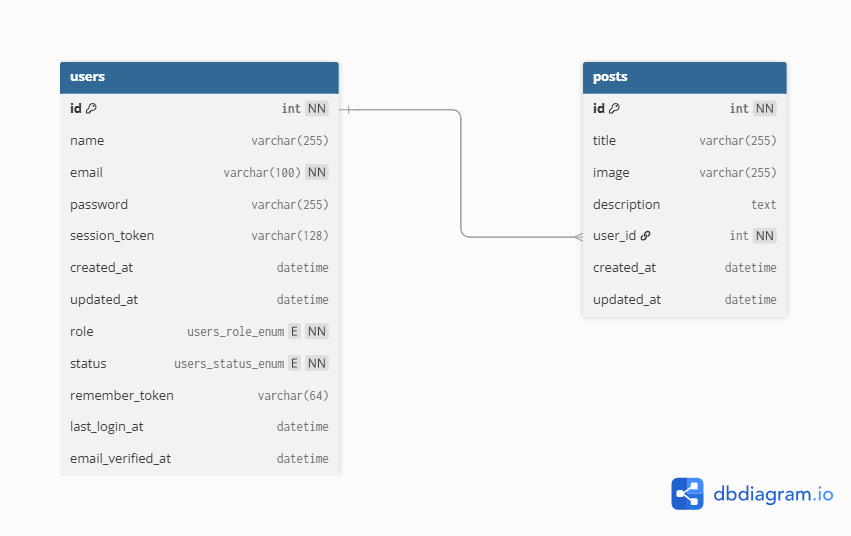 users
id int NN
name varchar(255)
email varchar(100) NN
password varchar(255)
session_token varchar(128)
created_at datetime
updated_at datetime
role users_role_enum E NN
status users_status_enum E NN
remember_token varchar(64)
last_login_at datetime
email_verified_at datetime
posts
id int NN
title varchar(255)
image varchar(255)
description text
user_id int NN
created_at datetime
updated_at datetime
dbdiagram.io